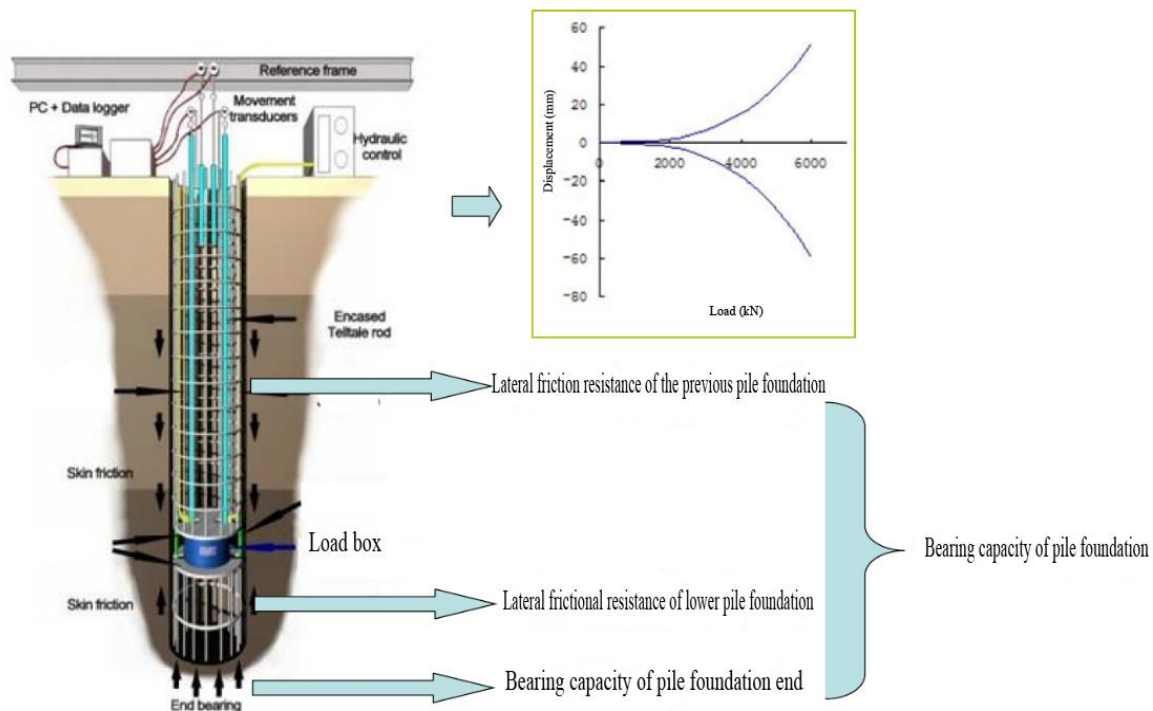 Reference frame
PC + Data logger
Movement
transducers
Hydraulic
control
Encased
Telltale rod
Skin friction
Load box
Skin friction
End bearing
60
40
20
0
-20
-40
-60
-80
0
2000
4000
6000
Displacement (mm)
Load (kN)
Lateral friction resistance of the previous pile foundation
Lateral frictional resistance of lower pile foundation
Bearing capacity of pile foundation end
Bearing capacity of pile foundation